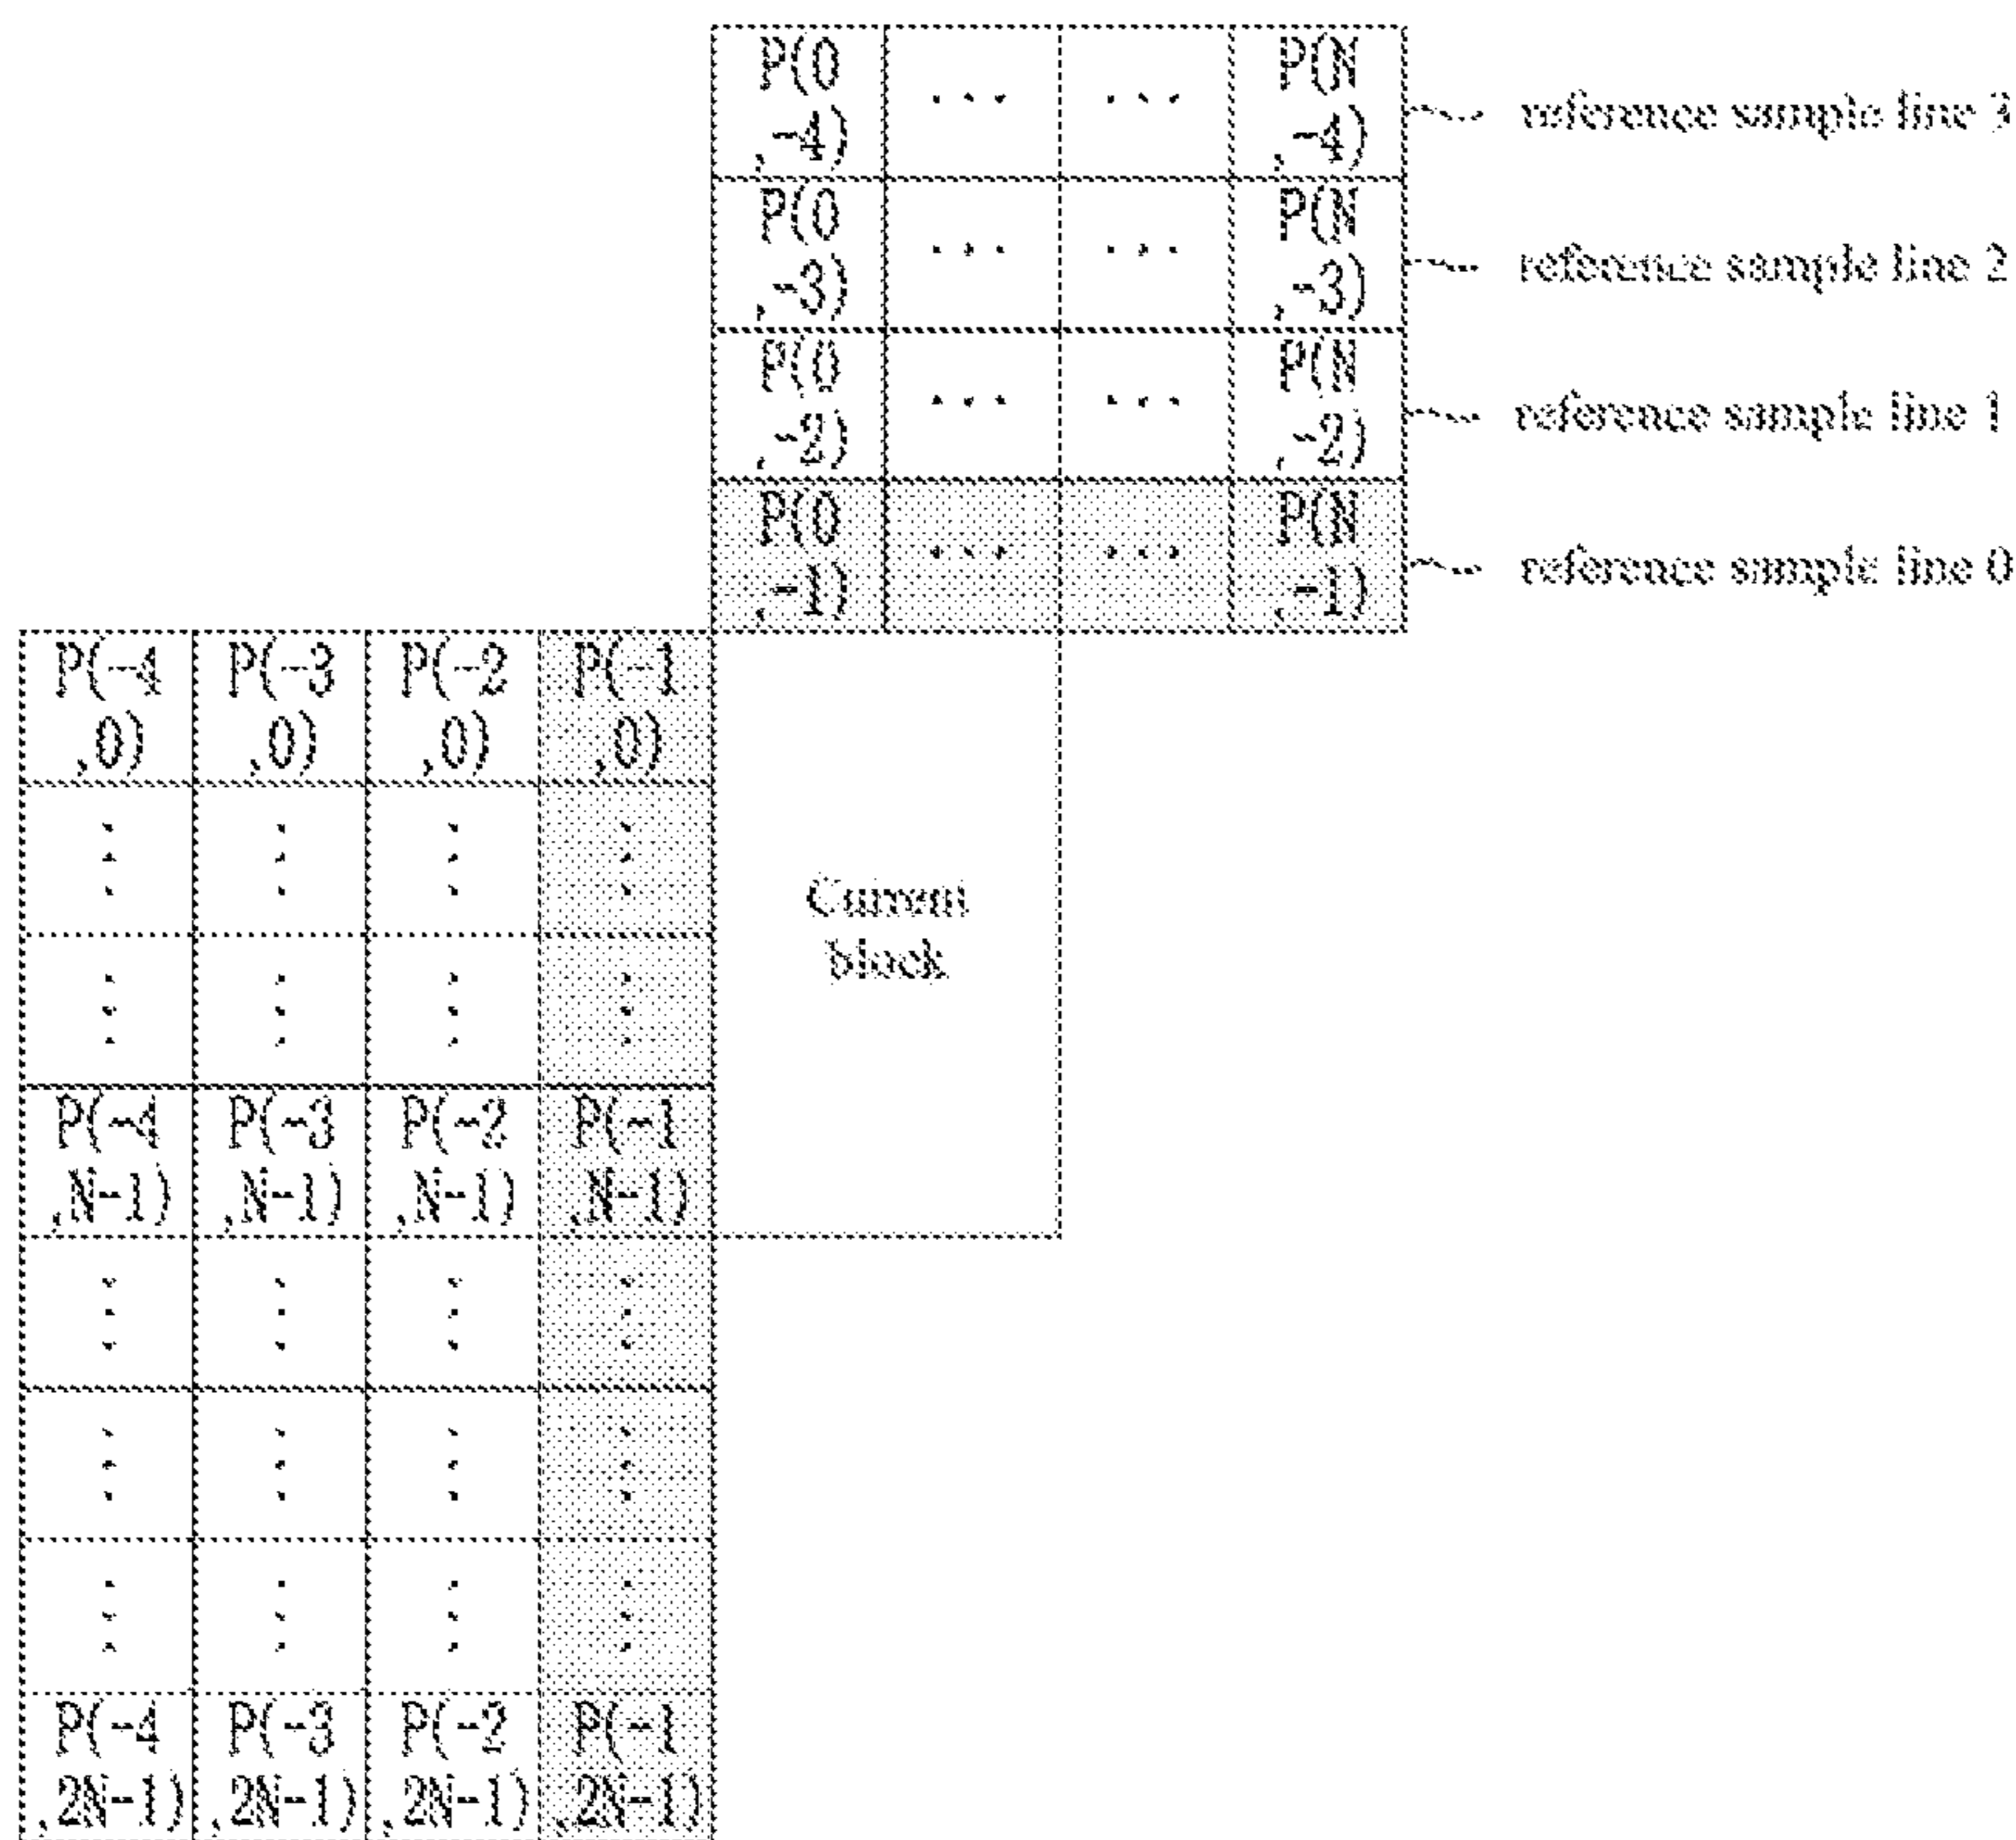 P(0 ... ... P(N
,-4) ,-4) reference sample line 3
P(0 ... ... P(N
,-3) ,-3) reference sample line 2
P(0 ... ... P(N
,-2) ,-2) reference sample line 1
P(0 ... ... P(N
,-1) ,-1) reference sample line 0
P(-4 P(-3 P(-2 P(-1
,0) ,0) ,0) ,0)
Current
block
P(-4 P(-3 P(-2 P(-1
,N-1) ,N-1) ,N-1) ,N-1)
P(-4 P(-3 P(-2 P(-1
,2N-1) ,2N-1) ,2N-1) ,2N-1)